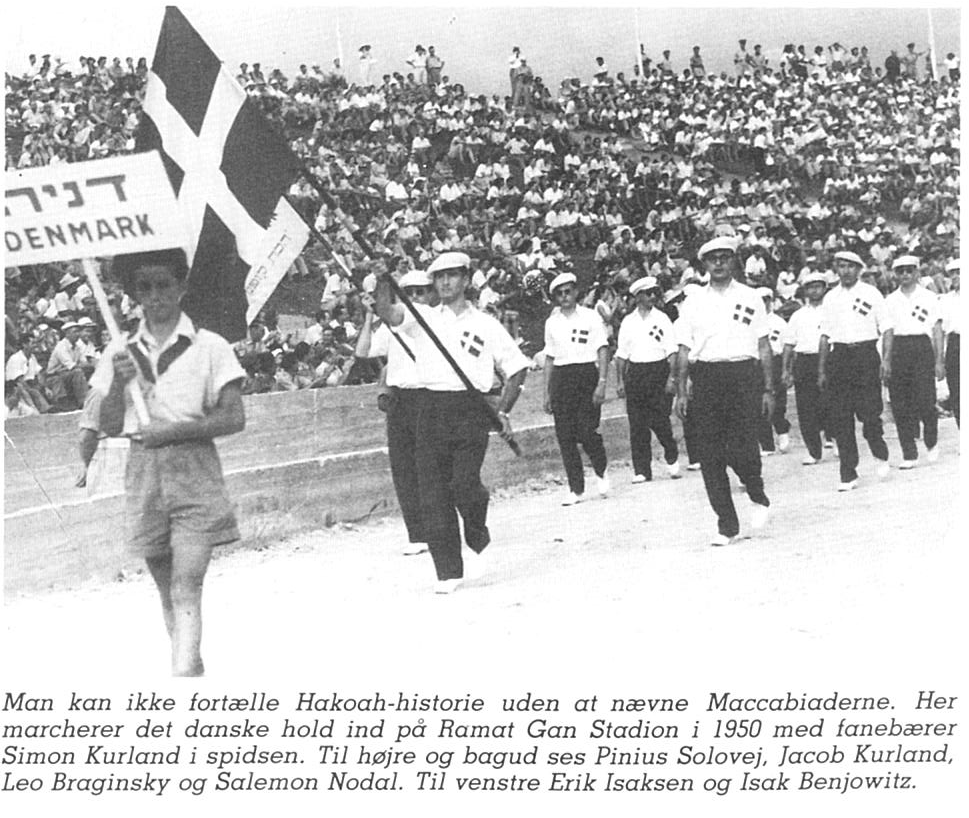 דניה
DENMARK
Man kan ikke fortælle Hakoah-historie uden at nævne Maccabiaderne. Her
marcherer det danske hold ind på Ramat Gan Stadion i 1950 med fanebærer
Simon Kurland i spidsen. Til højre og bagud ses Pinius Solovej, Jacob Kurland,
Leo Braginsky og Salemon Nodal. Til venstre Erik Isaksen og Isak Benjowitz.